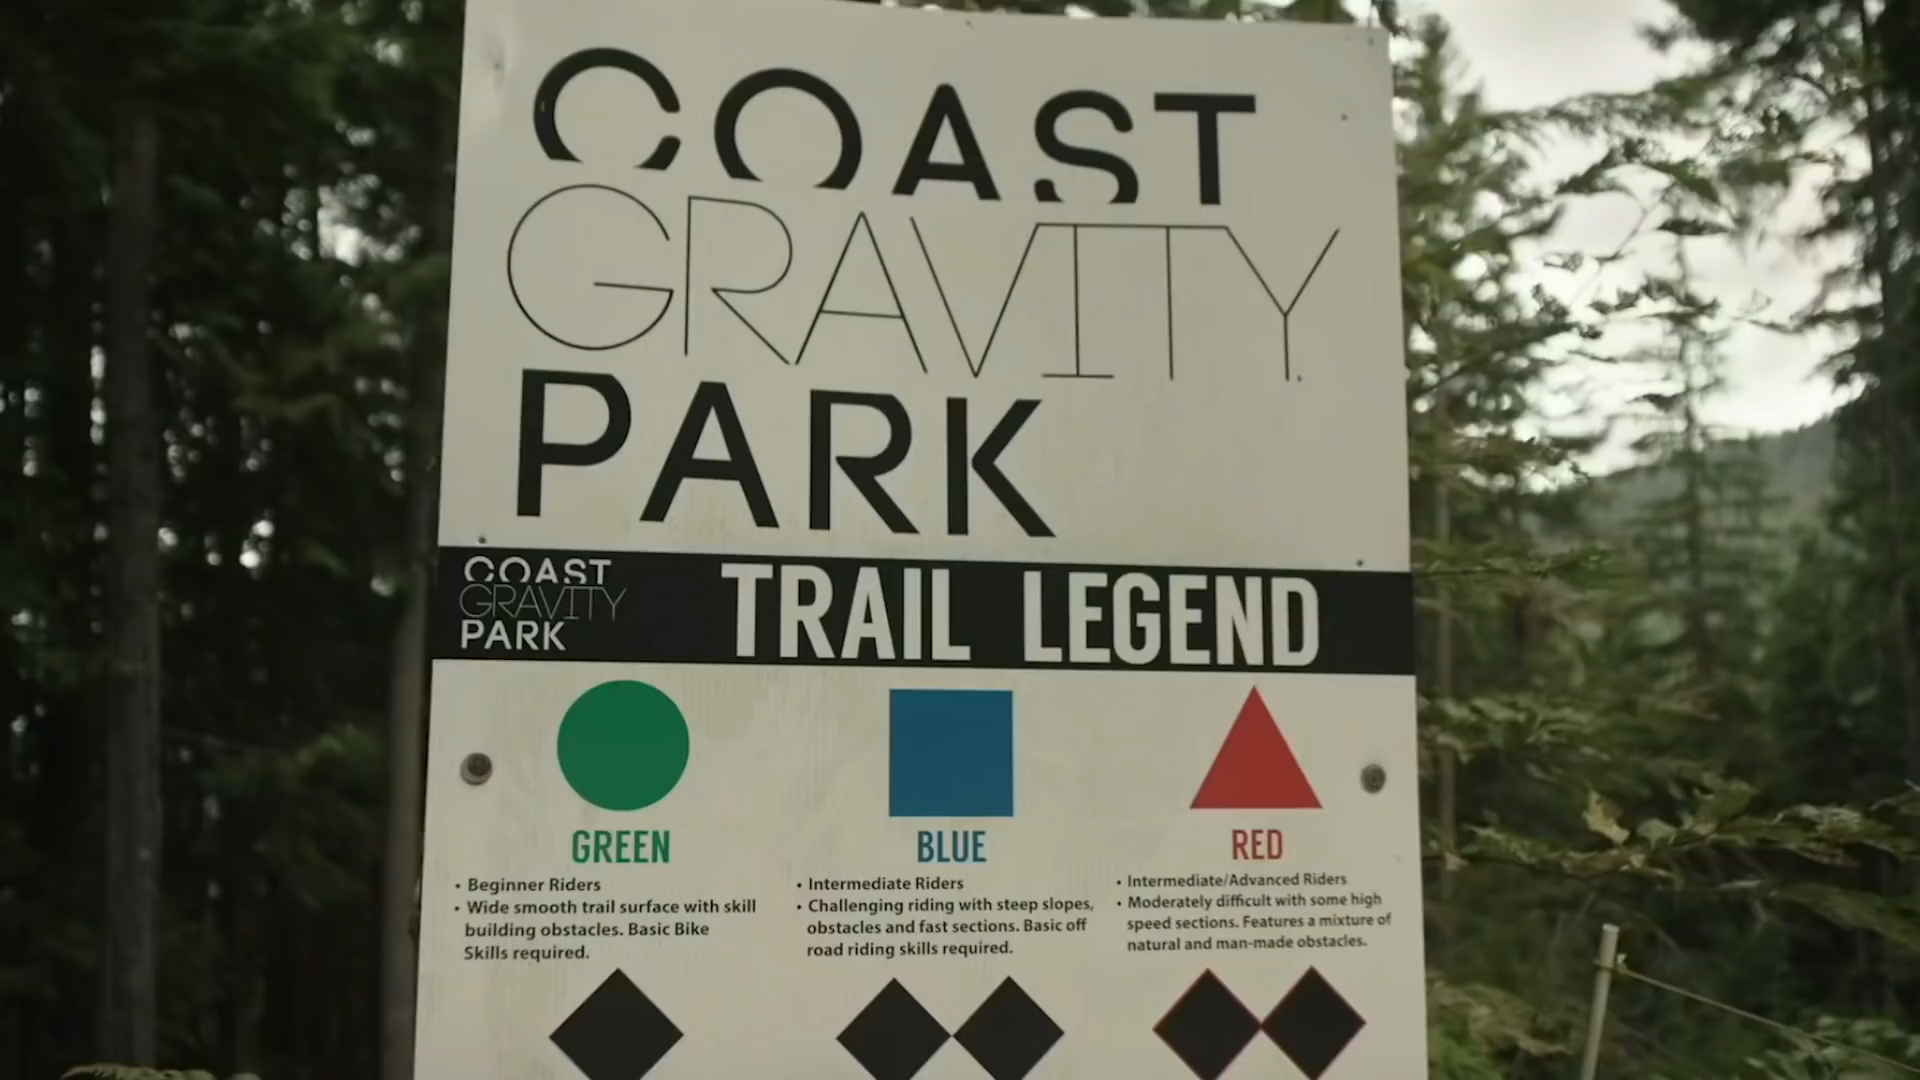 COAST
GRAVITY
PARK
COAST
GRAVITY
PARK
TRAIL LEGEND
GREEN
• Beginner Riders
• Wide smooth trail surface with skill
building obstacles. Basic Bike
Skills required.
BLUE
• Intermediate Riders
• Challenging riding with steep slopes,
obstacles and fast sections. Basic off
road riding skills required.
RED
• Intermediate/Advanced Riders
• Moderately difficult with some high
speed sections. Features a mixture of
natural and man-made obstacles.